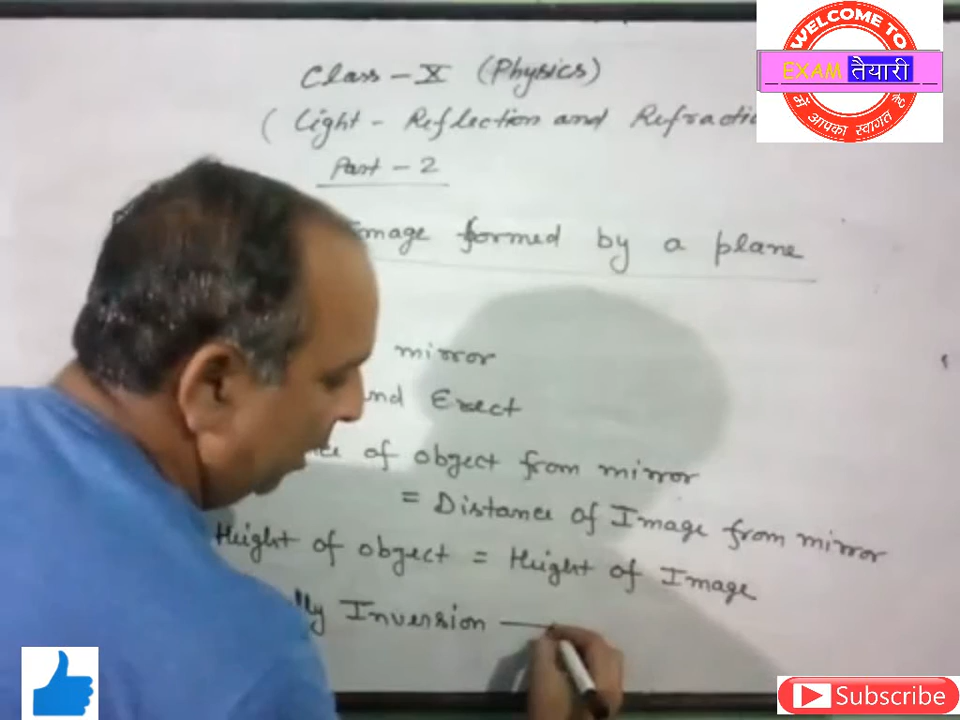 WELCOME TO
EXAM तैयारी
में आपका स्वागत है
Class - X (Physics)
( Light - Reflection and Refractio
Part - 2
Image formed by a plane
mirror
nd Erect
of object from mirror
= Distance of Image from mirror
Height of object = Height of Image
lly Inversion —
Subscribe